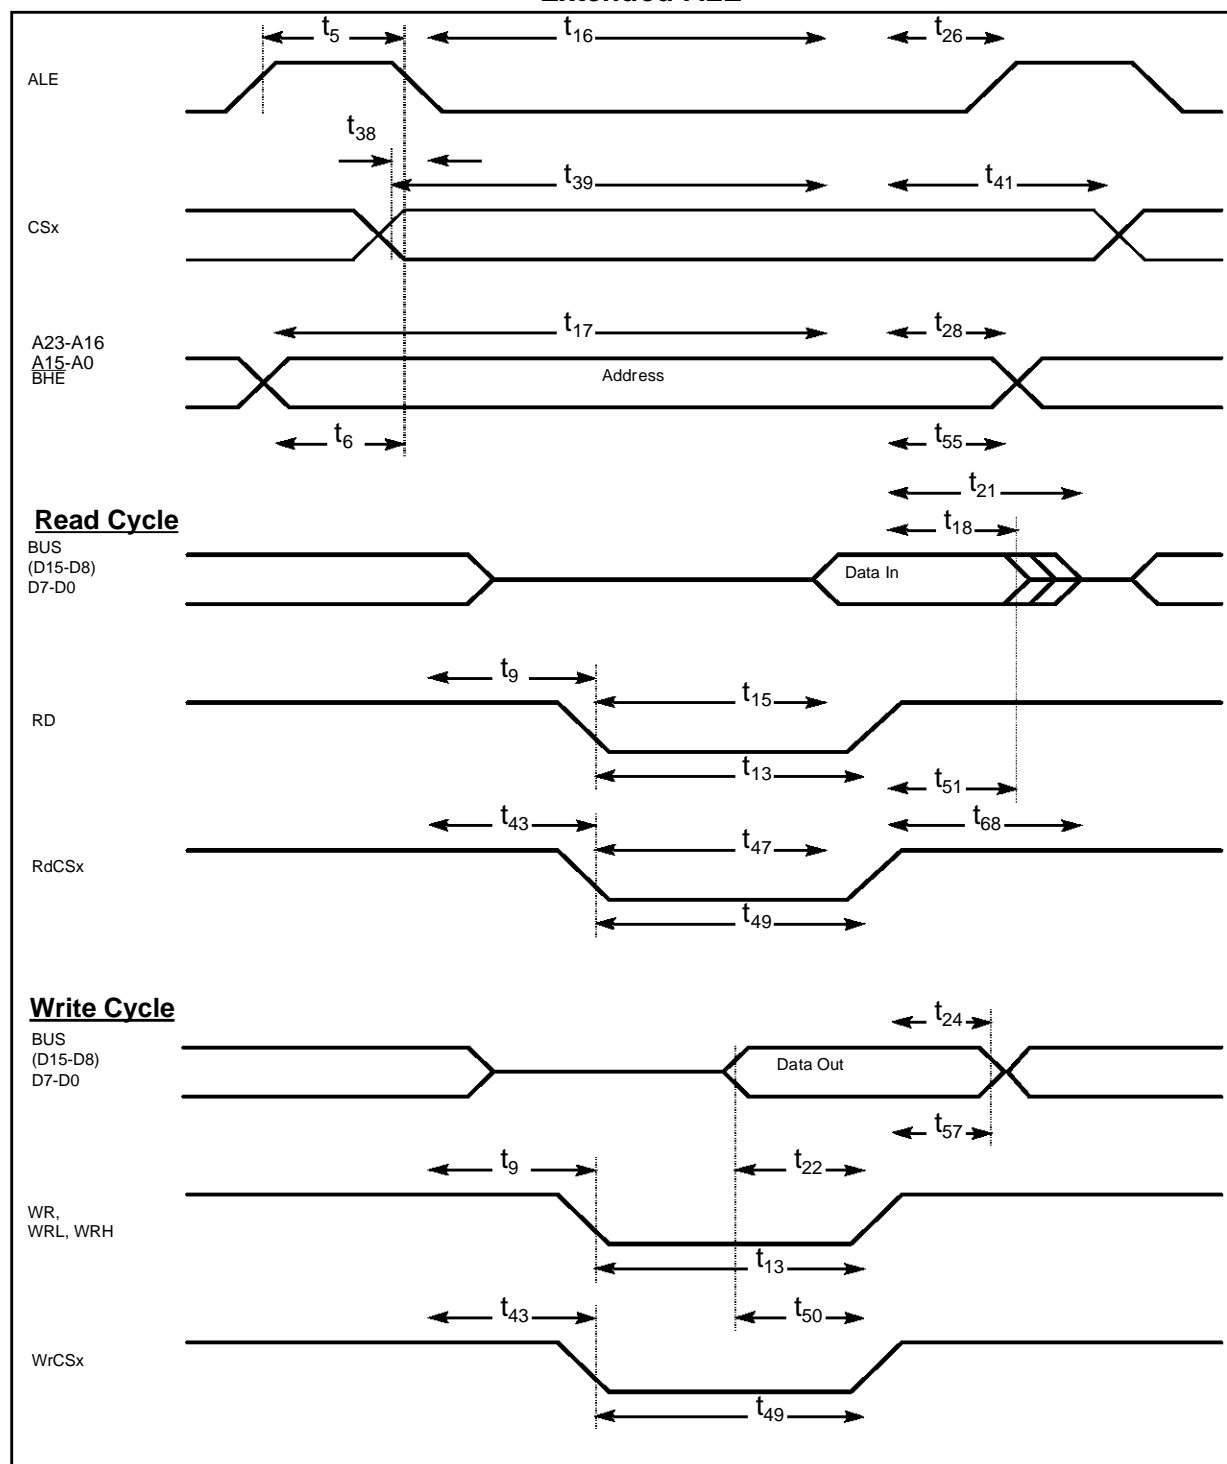 t5 t16 t26
ALE
t38
t39 t41
CSx
t17 t28
A23-A16
A15-A0
BHE
Address
t6 t55
t21
Read Cycle
t18
BUS
(D15-D8)
D7-D0
Data In
t9
t15
RD
t13 t51
t43 t68
t47
RdCSx
t49
Write Cycle
t24
BUS
(D15-D8)
D7-D0
Data Out
t57
t9 t22
WR,
WRL, WRH
t13
t43 t50
WrCSx
t49